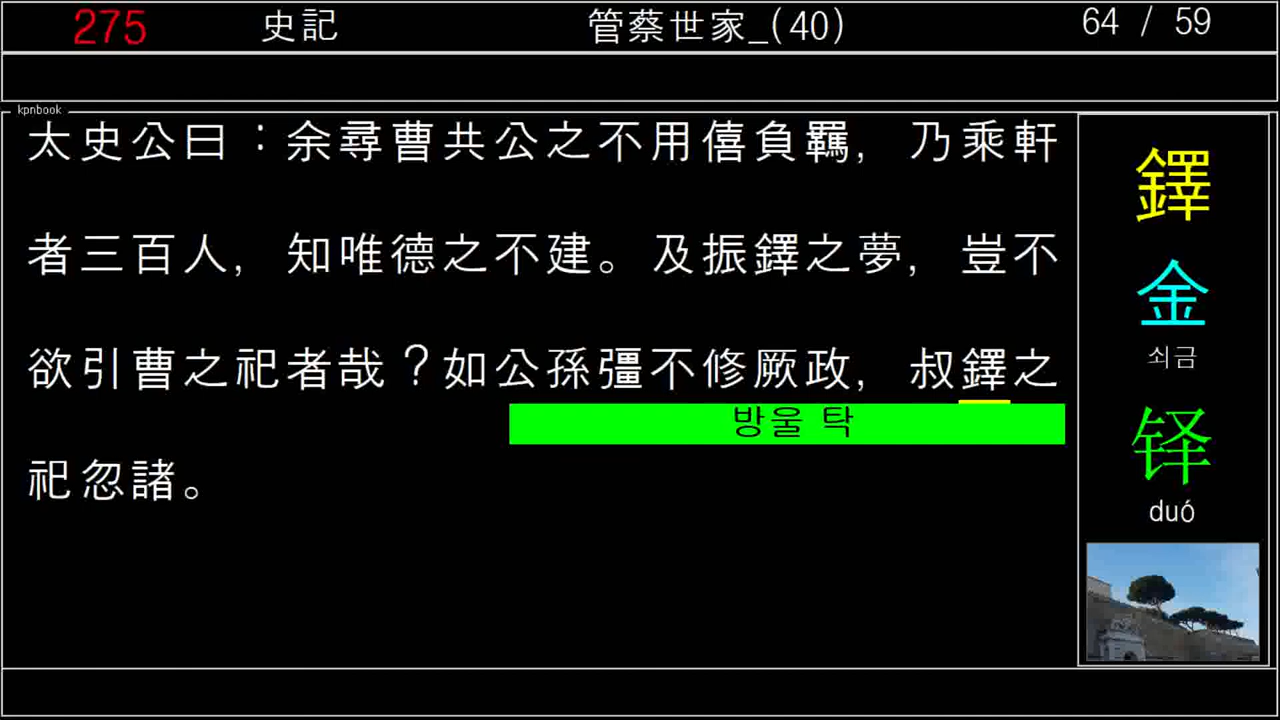 275 史記 管蔡世家_(40) 64 / 59
kpnbook
太史公曰：余尋曹共公之不用僖負羈, 乃乘軒
者三百人, 知唯德之不建。及振鐸之夢, 豈不
欲引曹之祀者哉？如公孫彊不修厥政, 叔鐸之
방울 탁
祀忽諸。
鐸
金
쇠금
铎
duó